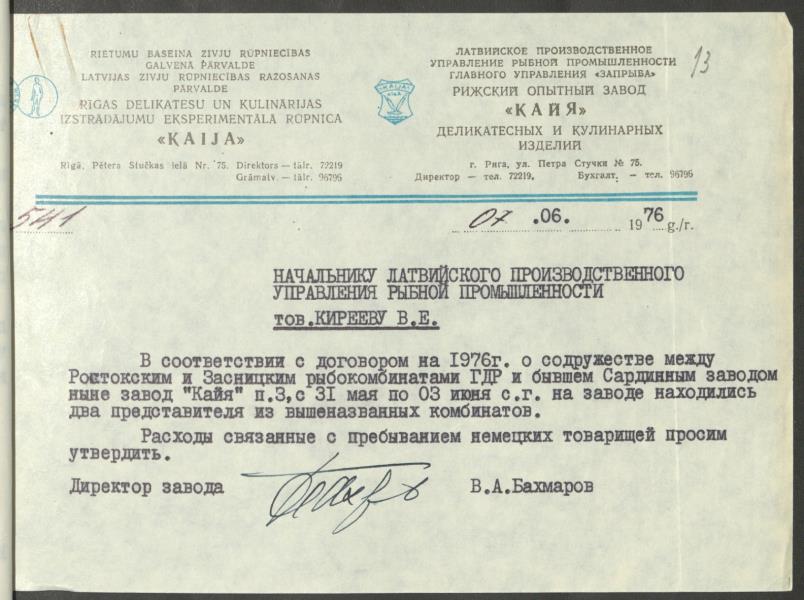 RIETUMU BASEINA ZIVJU RŪPNIECĪBAS
GALVENĀ PĀRVALDE
LATVIJAS ZIVJU RŪPNIECĪBAS RAŽOŠANAS
PĀRVALDE
RĪGAS DELIKATEŠU UN KULINĀRIJAS
IZSTRĀDĀJUMU EKSPERIMENTĀLĀ RŪPNĪCA
«ĶAIJA»
Rīgā, Pētera Stučkas ielā Nr. 75. Direktors — tālr. 72219
Grāmatv. — tālr. 96796
ЛАТВИЙСКОЕ ПРОИЗВОДСТВЕННОЕ
УПРАВЛЕНИЕ РЫБНОЙ ПРОМЫШЛЕННОСТИ
ГЛАВНОГО УПРАВЛЕНИЯ «ЗАПРЫБА»
РИЖСКИЙ ОПЫТНЫЙ ЗАВОД
«КАЙЯ»
ДЕЛИКАТЕСНЫХ И КУЛИНАРНЫХ
ИЗДЕЛИЙ
г. Рига, ул. Петра Стучки № 75.
Директор — тел. 72219, Бухгалт. — тел. 96796
13
541
07 .06. 1976 g./г.
НАЧАЛЬНИКУ ЛАТВИЙСКОГО ПРОИЗВОДСТВЕННОГО
УПРАВЛЕНИЯ РЫБНОЙ ПРОМЫШЛЕННОСТИ
тов.КИРЕЕВУ В.Е.
В соответствии с договором на 1976г. о содружестве между
Ростокским и Засницким рыбокомбинатами ГДР и бывшем Сардинным заводом
ныне завод "Кайя" п.3,с 31 мая по 03 июня с.г. на заводе находились
два представителя из вышеназванных комбинатов.
Расходы связанные с пребыванием немецких товарищей просим
утвердить.
Директор завода В.А.Бахмаров